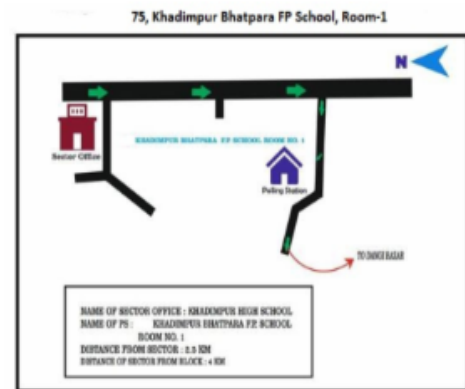 75, Khadimpur Bhatpara FP School, Room-1
N
KHADIMPUR BHATPARA F.P. SCHOOL ROOM NO. 1
Sector Office
Polling Station
TO DANGI BAZAR
NAME OF SECTOR OFFICE : KHADIMPUR HIGH SCHOOL
NAME OF PS : KHADIMPUR BHATPARA F.P. SCHOOL
ROOM NO. 1
DISTANCE FROM SECTOR : 2.5 KM
DISTANCE OF SECTOR FROM BLOCK : 4 KM